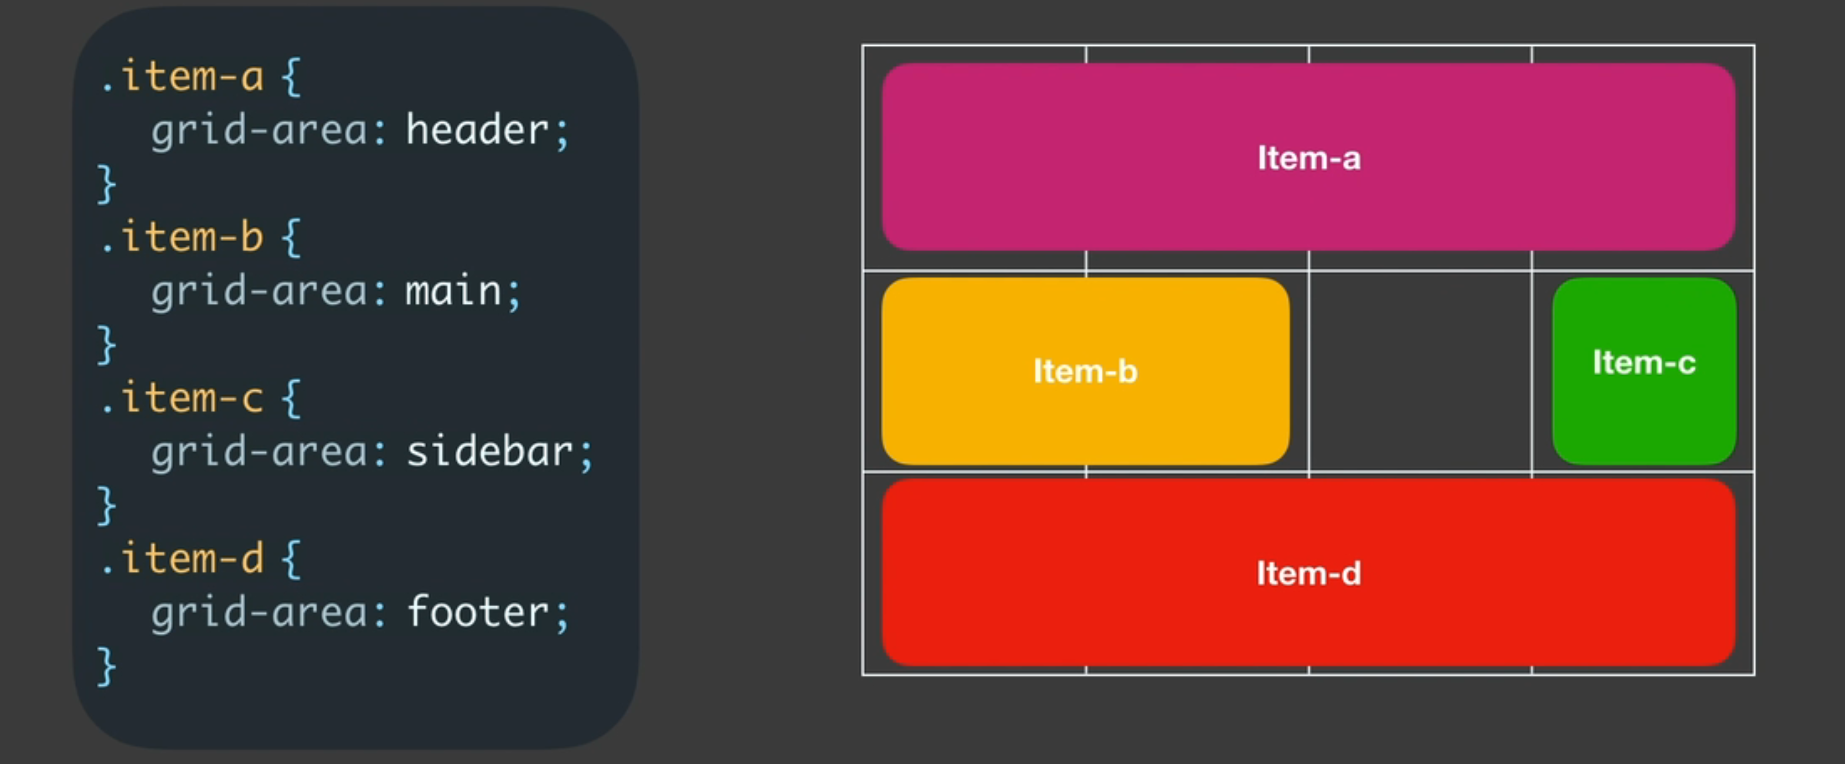 .item-a {
grid-area: header;
}
.item-b {
grid-area: main;
}
.item-c {
grid-area: sidebar;
}
.item-d {
grid-area: footer;
}
Item-a
Item-b
Item-c
Item-d